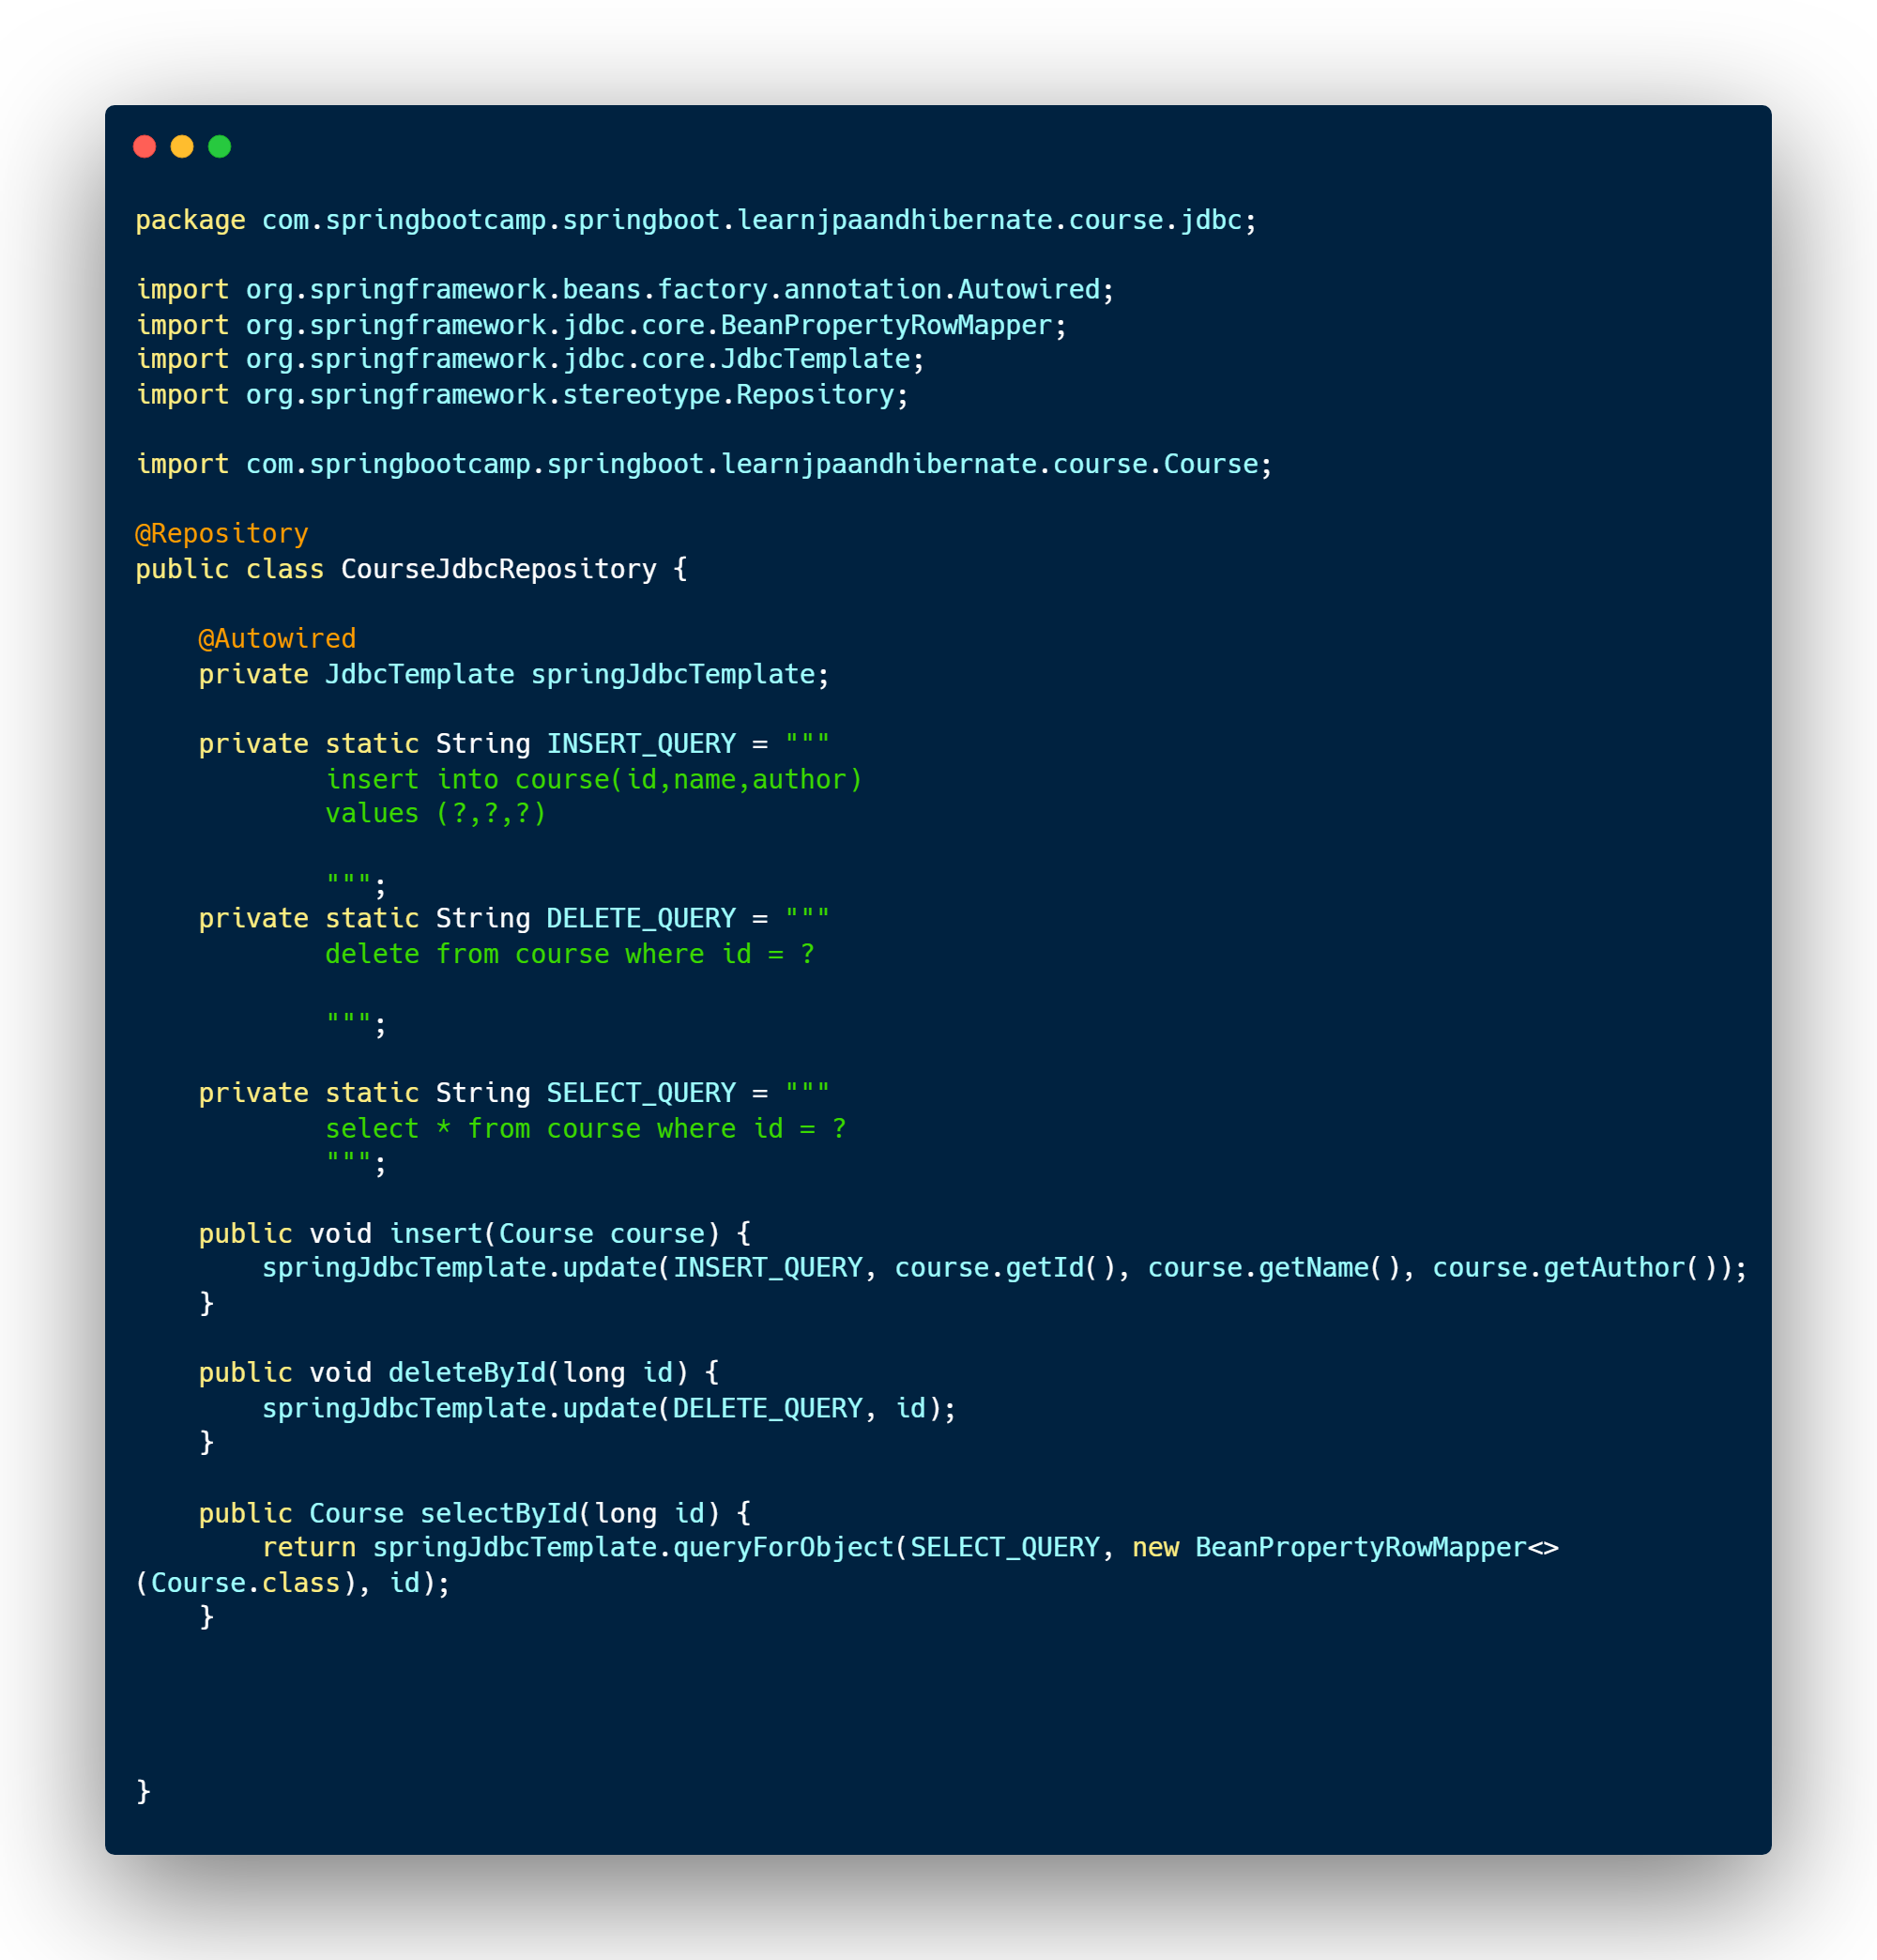 package com.springbootcamp.springboot.learnjpaandhibernate.course.jdbc;

import org.springframework.beans.factory.annotation.Autowired;
import org.springframework.jdbc.core.BeanPropertyRowMapper;
import org.springframework.jdbc.core.JdbcTemplate;
import org.springframework.stereotype.Repository;

import com.springbootcamp.springboot.learnjpaandhibernate.course.Course;

@Repository
public class CourseJdbcRepository {

    @Autowired
    private JdbcTemplate springJdbcTemplate;

    private static String INSERT_QUERY = """
            insert into course(id,name,author)
            values (?,?,?)

            """;
    private static String DELETE_QUERY = """
            delete from course where id = ?

            """;

    private static String SELECT_QUERY = """
            select * from course where id = ?
            """;

    public void insert(Course course) {
        springJdbcTemplate.update(INSERT_QUERY, course.getId(), course.getName(), course.getAuthor());
    }

    public void deleteById(long id) {
        springJdbcTemplate.update(DELETE_QUERY, id);
    }

    public Course selectById(long id) {
        return springJdbcTemplate.queryForObject(SELECT_QUERY, new BeanPropertyRowMapper<>
(Course.class), id);
    }

}